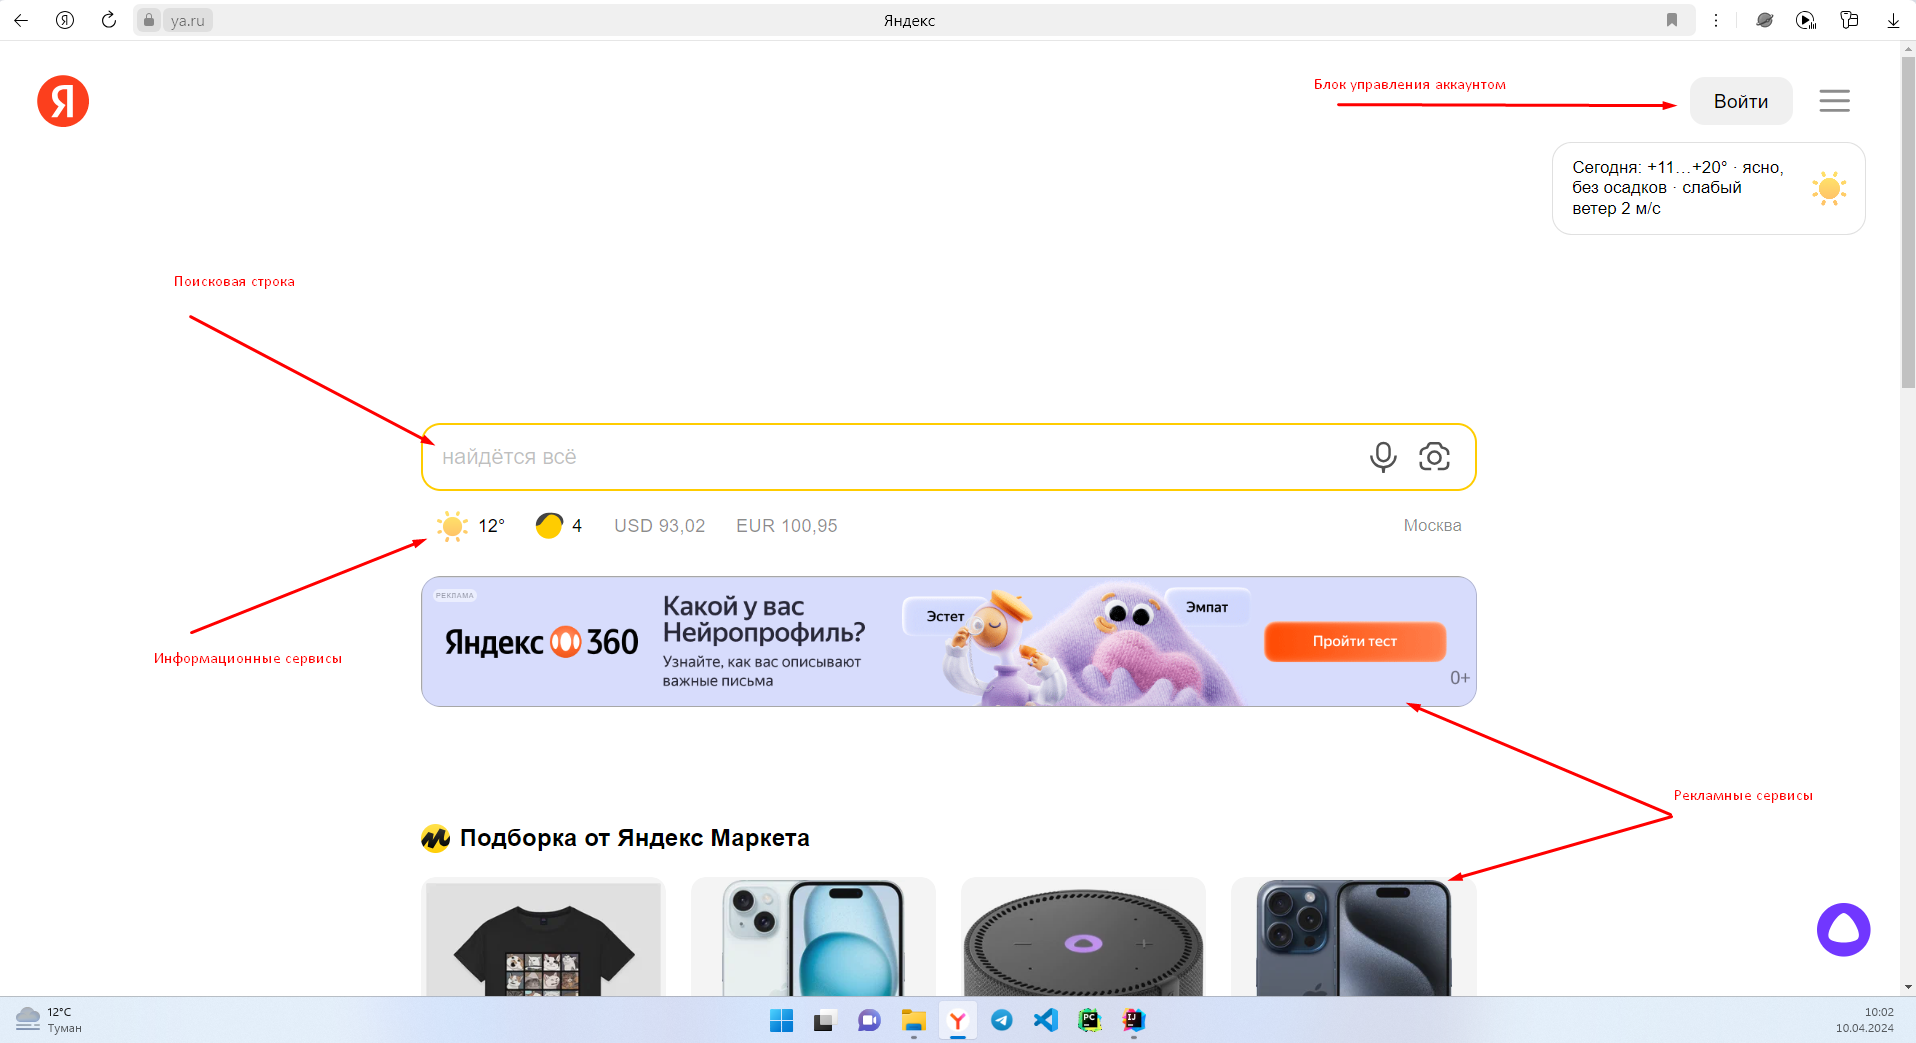 ya.ru
Яндекс
Я
Блок управления аккаунтом
Войти
Сегодня: +11…+20° · ясно,
без осадков · слабый
ветер 2 м/с
Поисковая строка
найдётся всё
12°
4
USD 93,02
EUR 100,95
Москва
Информационные сервисы
РЕКЛАМА
Яндекс 360
Какой у вас
Нейропрофиль?
Узнайте, как вас описывают
важные письма
Эстет
Эмпат
Пройти тест
0+
Рекламные сервисы
Подборка от Яндекс Маркета
12°C
Туман
PC
IJ
10:02
10.04.2024